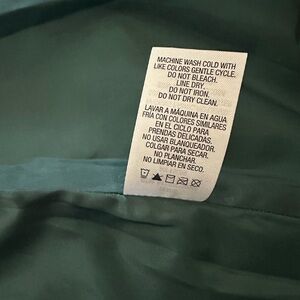 MACHINE WASH COLD WITH
LIKE COLORS GENTLE CYCLE.
DO NOT BLEACH.
LINE DRY.
DO NOT IRON.
DO NOT DRY CLEAN.
LAVAR A MÁQUINA EN AGUA
FRÍA CON COLORES SIMILARES
EN EL CICLO PARA
PRENDAS DELICADAS.
NO USAR BLANQUEADOR.
COLGAR PARA SECAR.
NO PLANCHAR.
NO LIMPIAR EN SECO.